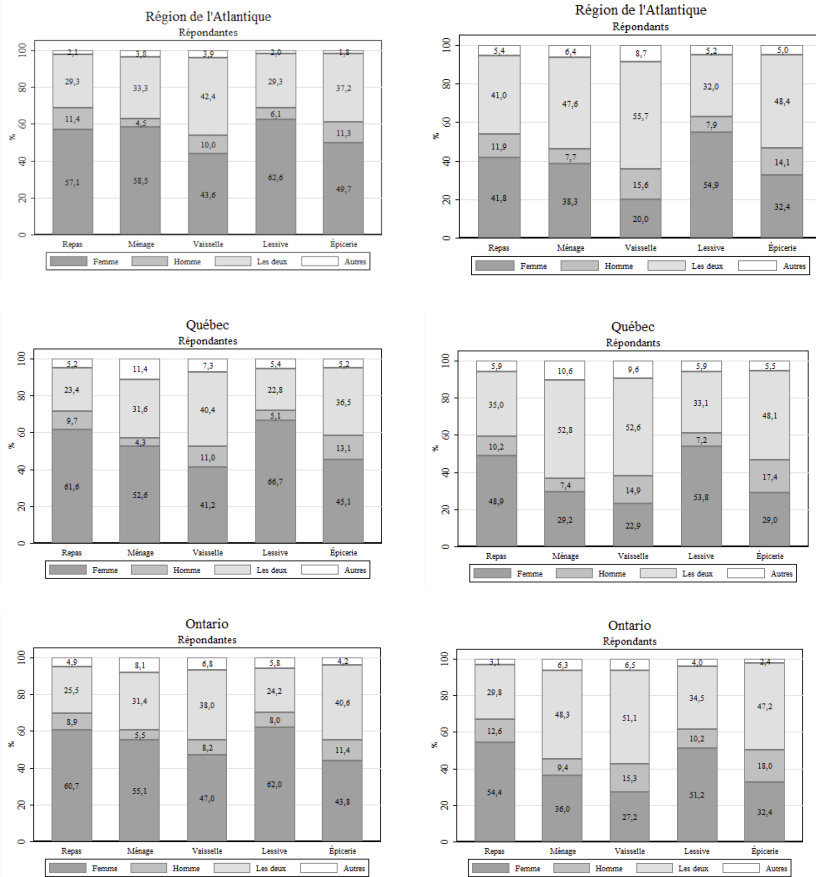 Région de l'Atlantique
Répondantes
%
100
80
60
40
20
0
2,1 3,8 3,9 2,0 1,8
29,3 33,3 42,4 29,3 37,2
11,4 4,5 10,0 6,1 11,3
57,1 58,5 43,6 62,6 49,7
Repas Ménage Vaisselle Lessive Épicerie
Femme Homme Les deux Autres
Région de l'Atlantique
Répondants
%
100
80
60
40
20
0
5,4 6,4 8,7 5,2 5,0
41,0 47,6 55,7 32,0 48,4
11,9 7,7 15,6 7,9 14,1
41,8 38,3 20,0 54,9 32,4
Repas Ménage Vaisselle Lessive Épicerie
Femme Homme Les deux Autres
Québec
Répondantes
%
100
80
60
40
20
0
5,2 11,4 7,3 5,4 5,2
23,4 31,6 40,4 22,8 36,5
9,7 4,3 11,0 5,1 13,1
61,6 52,6 41,2 66,7 45,1
Repas Ménage Vaisselle Lessive Épicerie
Femme Homme Les deux Autres
Québec
Répondants
%
100
80
60
40
20
0
5,9 10,6 9,6 5,9 5,5
35,0 52,8 52,6 33,1 48,1
10,2 7,4 14,9 7,2 17,4
48,9 29,2 22,9 53,8 29,0
Repas Ménage Vaisselle Lessive Épicerie
Femme Homme Les deux Autres
Ontario
Répondantes
%
100
80
60
40
20
0
4,9 8,1 6,8 5,8 4,2
25,5 31,4 38,0 24,2 40,6
8,9 5,5 8,2 8,0 11,4
60,7 55,1 47,0 62,0 43,8
Repas Ménage Vaisselle Lessive Épicerie
Femme Homme Les deux Autres
Ontario
Répondants
%
100
80
60
40
20
0
3,1 6,3 6,5 4,0 2,4
29,8 48,3 51,1 34,5 47,2
12,6 9,4 15,3 10,2 18,0
54,4 36,0 27,2 51,2 32,4
Repas Ménage Vaisselle Lessive Épicerie
Femme Homme Les deux Autres